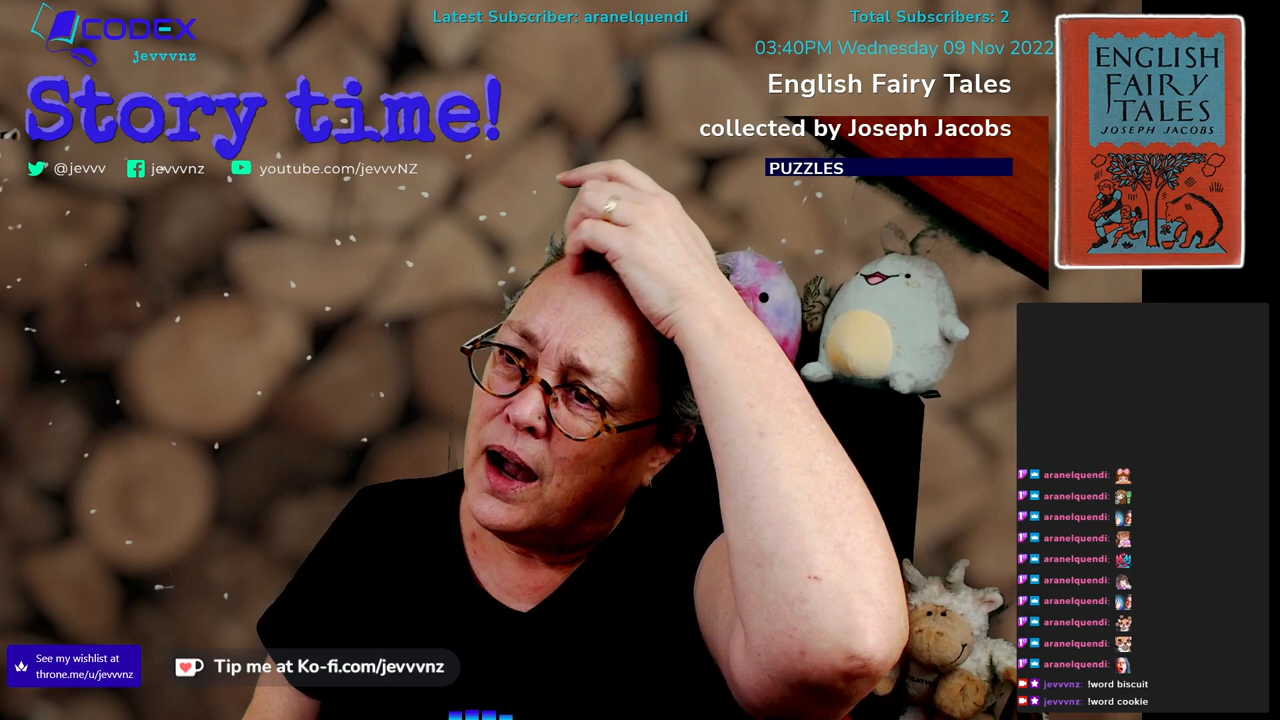 CODEX
jevvvnz
Story time!
@jevvv
jevvvnz
youtube.com/jevvvNZ
Latest Subscriber: aranelquendi
Total Subscribers: 2
03:40PM Wednesday 09 Nov 2022
English Fairy Tales
collected by Joseph Jacobs
PUZZLES
ENGLISH
FAIRY
TALES
JOSEPH JACOBS
aranelquendi:
aranelquendi:
aranelquendi:
aranelquendi:
aranelquendi:
aranelquendi:
aranelquendi:
aranelquendi:
aranelquendi:
aranelquendi:
jevvvnz: !word biscuit
jevvvnz: !word cookie
See my wishlist at
throne.me/u/jevvvnz
Tip me at Ko-fi.com/jevvvnz